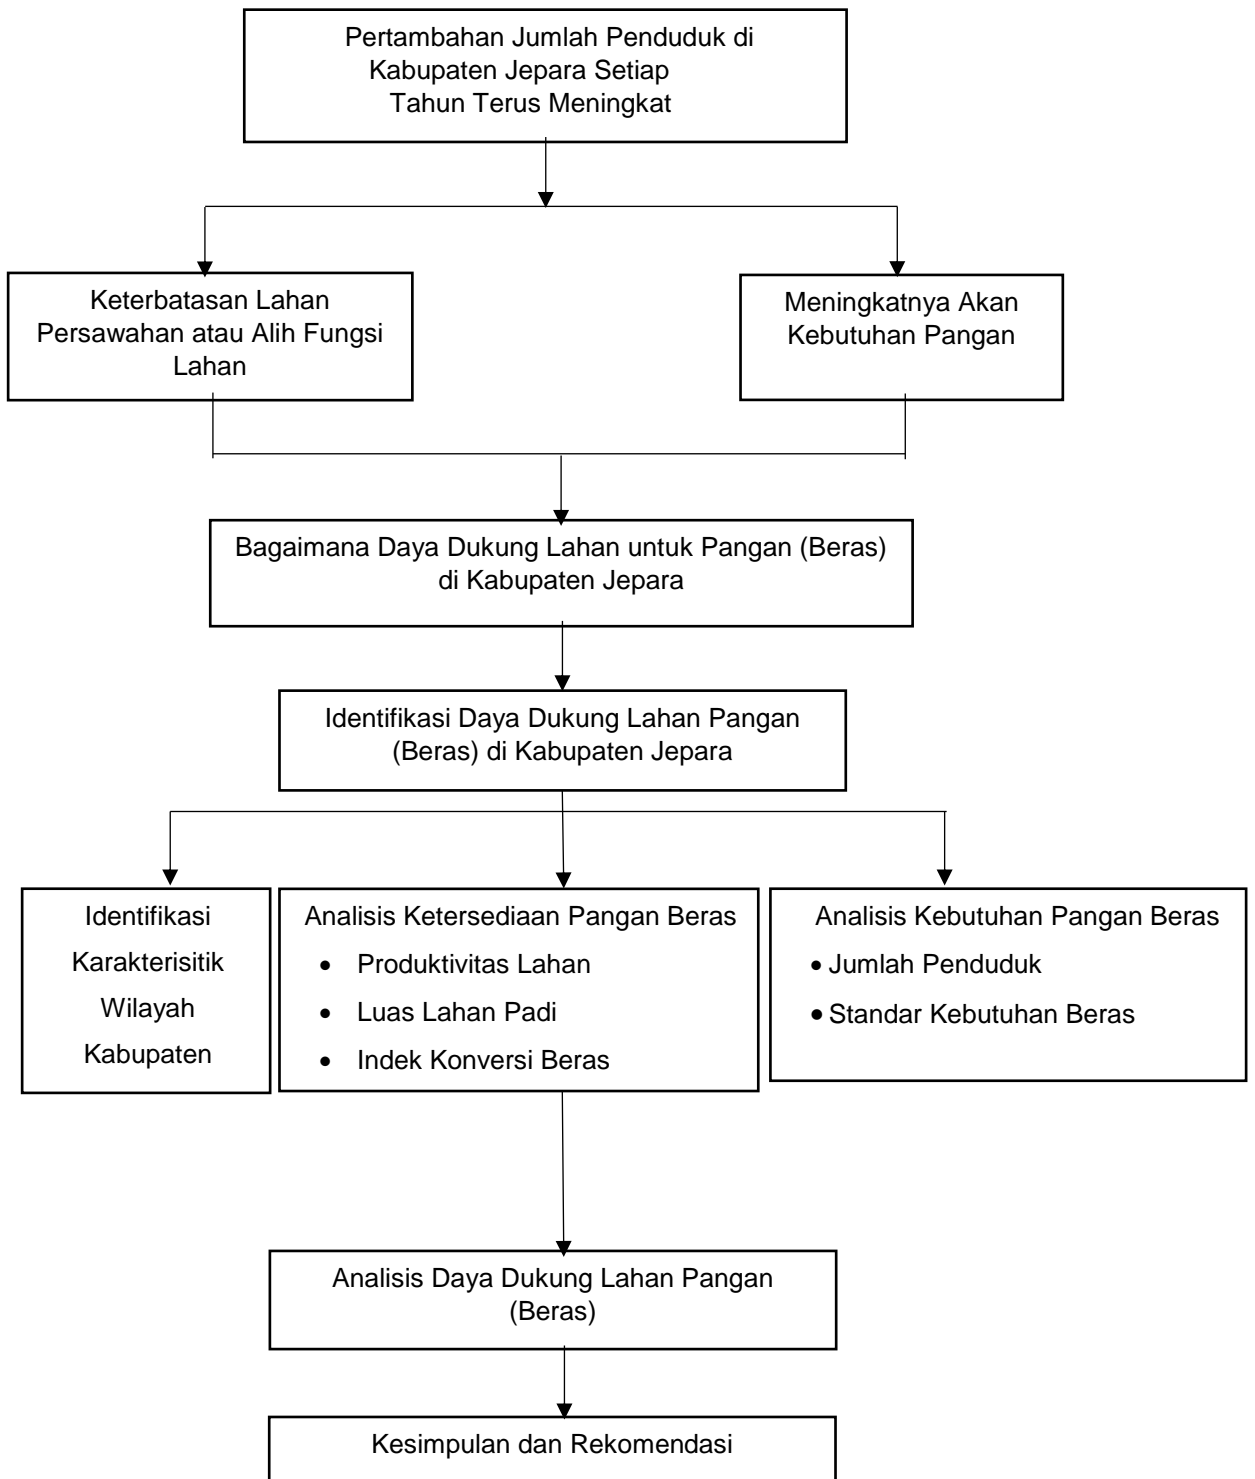 Pertambahan Jumlah Penduduk di
Kabupaten Jepara Setiap
Tahun Terus Meningkat
Keterbatasan Lahan
Persawahan atau Alih Fungsi
Lahan
Meningkatnya Akan
Kebutuhan Pangan
Bagaimana Daya Dukung Lahan untuk Pangan (Beras)
di Kabupaten Jepara
Identifikasi Daya Dukung Lahan Pangan
(Beras) di Kabupaten Jepara
Identifikasi
Karakterisitik
Wilayah
Kabupaten
Analisis Ketersediaan Pangan Beras
• Produktivitas Lahan
• Luas Lahan Padi
• Indek Konversi Beras
Analisis Kebutuhan Pangan Beras
• Jumlah Penduduk
• Standar Kebutuhan Beras
Analisis Daya Dukung Lahan Pangan
(Beras)
Kesimpulan dan Rekomendasi